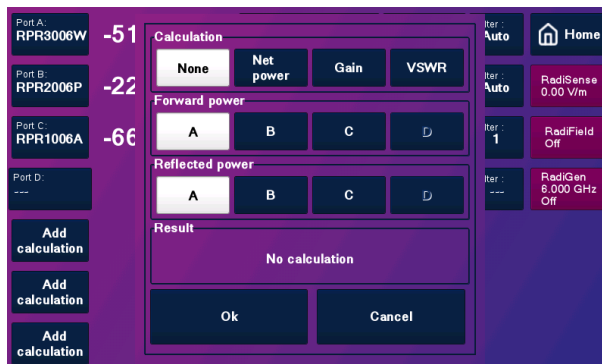 Port A:
RPR3006W
-51
Calculation
lter :
Auto
Home
None
Net
power
Gain
VSWR
Port B:
RPR2006P
-22
lter :
Auto
RadiSense
0.00 V/m
Forward power
A
B
C
D
Port C:
RPR1006A
-66
lter :
1
RadiField
Off
Reflected power
A
B
C
D
Port D:
---
lter :
---
RadiGen
6.000 GHz
Off
Result
No calculation
Add
calculation
Add
calculation
Ok
Cancel
Add
calculation